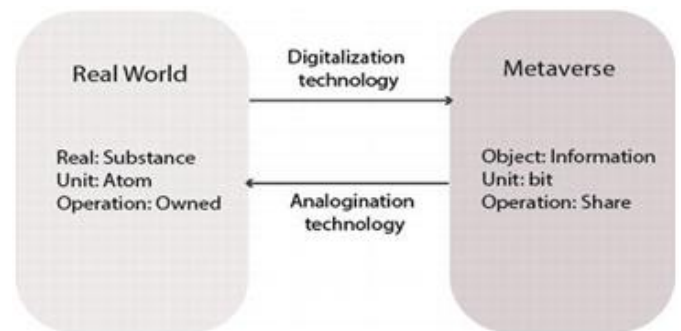 Real World
Real: Substance
Unit: Atom
Operation: Owned
Digitalization
technology
Analogination
technology
Metaverse
Object: Information
Unit: bit
Operation: Share